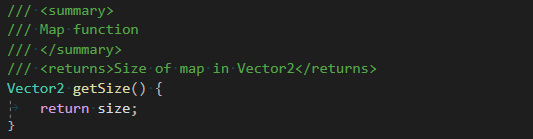 /// <summary>
/// Map function
/// </summary>
/// <returns>Size of map in Vector2</returns>
Vector2 getSize() {
return size;
}